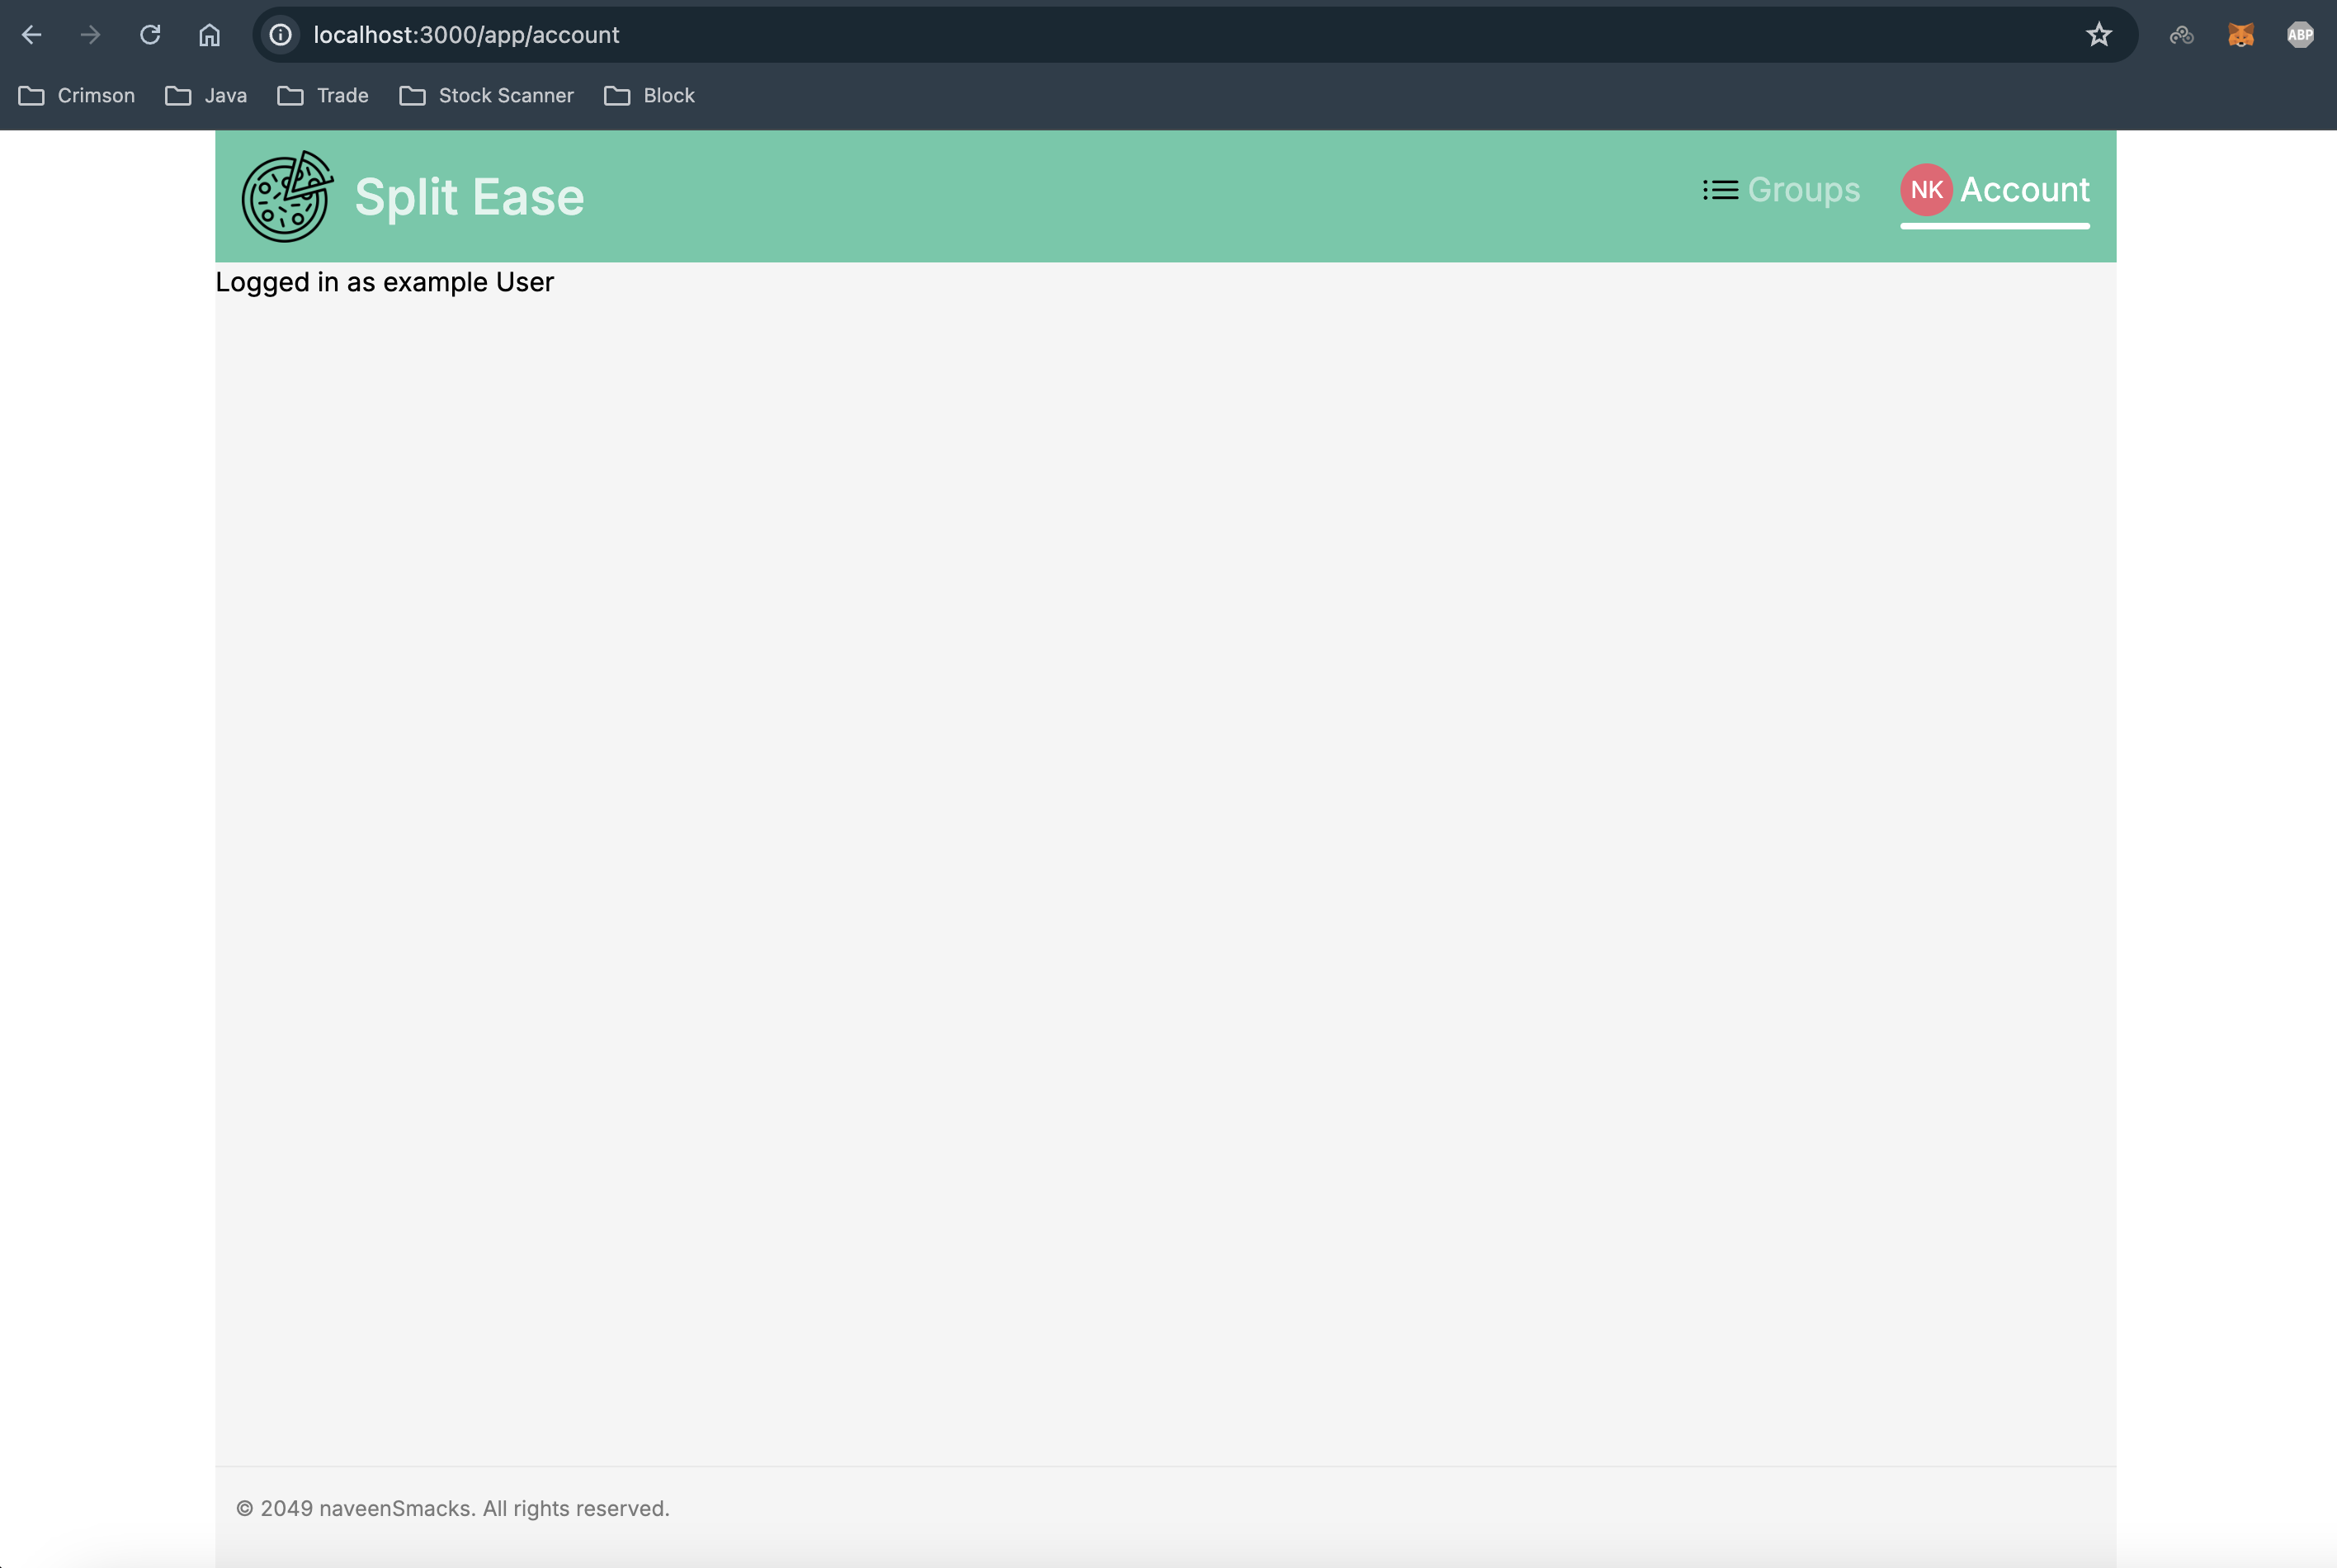 localhost:3000/app/account
ABP
Crimson Java Trade Stock Scanner Block
Split Ease Groups NK Account
Logged in as example User
© 2049 naveenSmacks. All rights reserved.